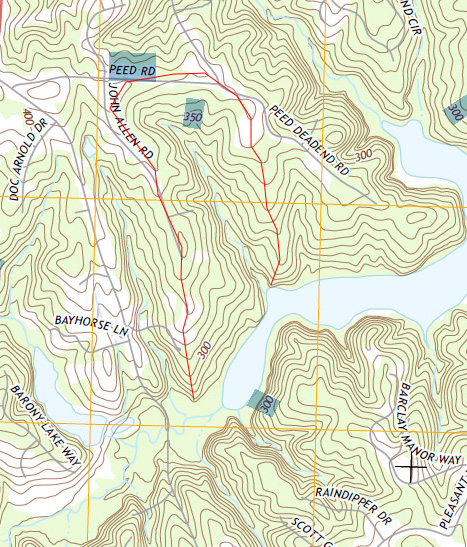 ND CIR
PEED RD
300
350
JOHN ALLEN RD
400
DOC ARNOLD DR
PEED DEADEND RD
300
BAYHORSE LN
300
300
BARONY LAKE WAY
BARCLAY MANOR WAY
PLEASANT
RAINDIPPER DR
SCOTT